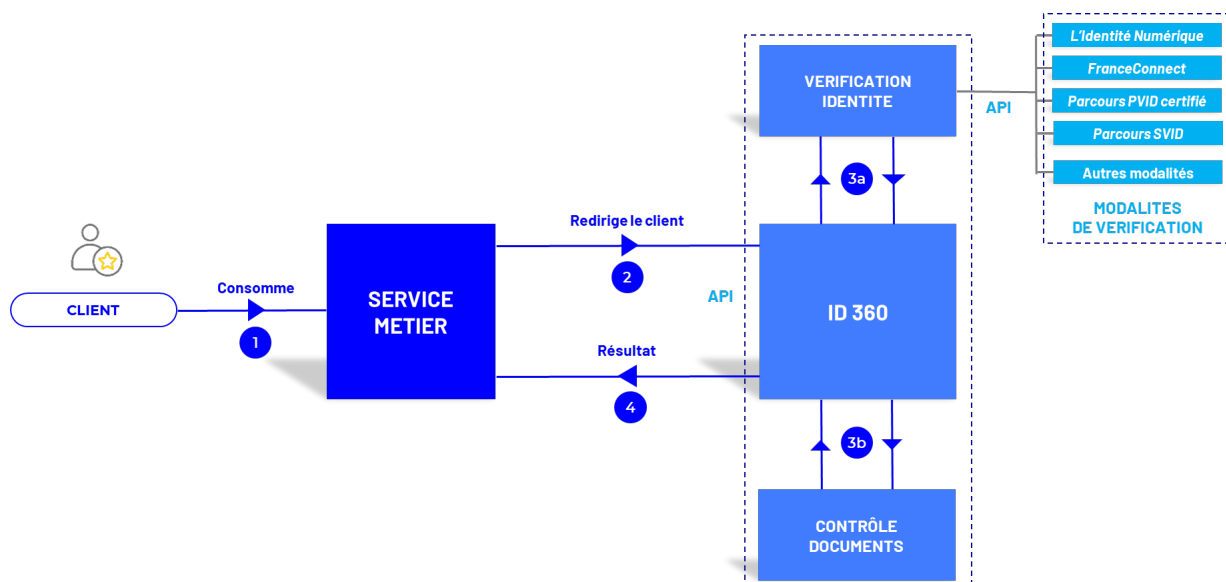 L'Identité Numérique
FranceConnect
Parcours PVID certifié
Parcours SVID
Autres modalités
MODALITES
DE VERIFICATION
VERIFICATION
IDENTITE
API
3a
Redirige le client
2
CLIENT
Consomme
1
SERVICE
METIER
API
ID 360
Résultat
4
3b
CONTRÔLE
DOCUMENTS